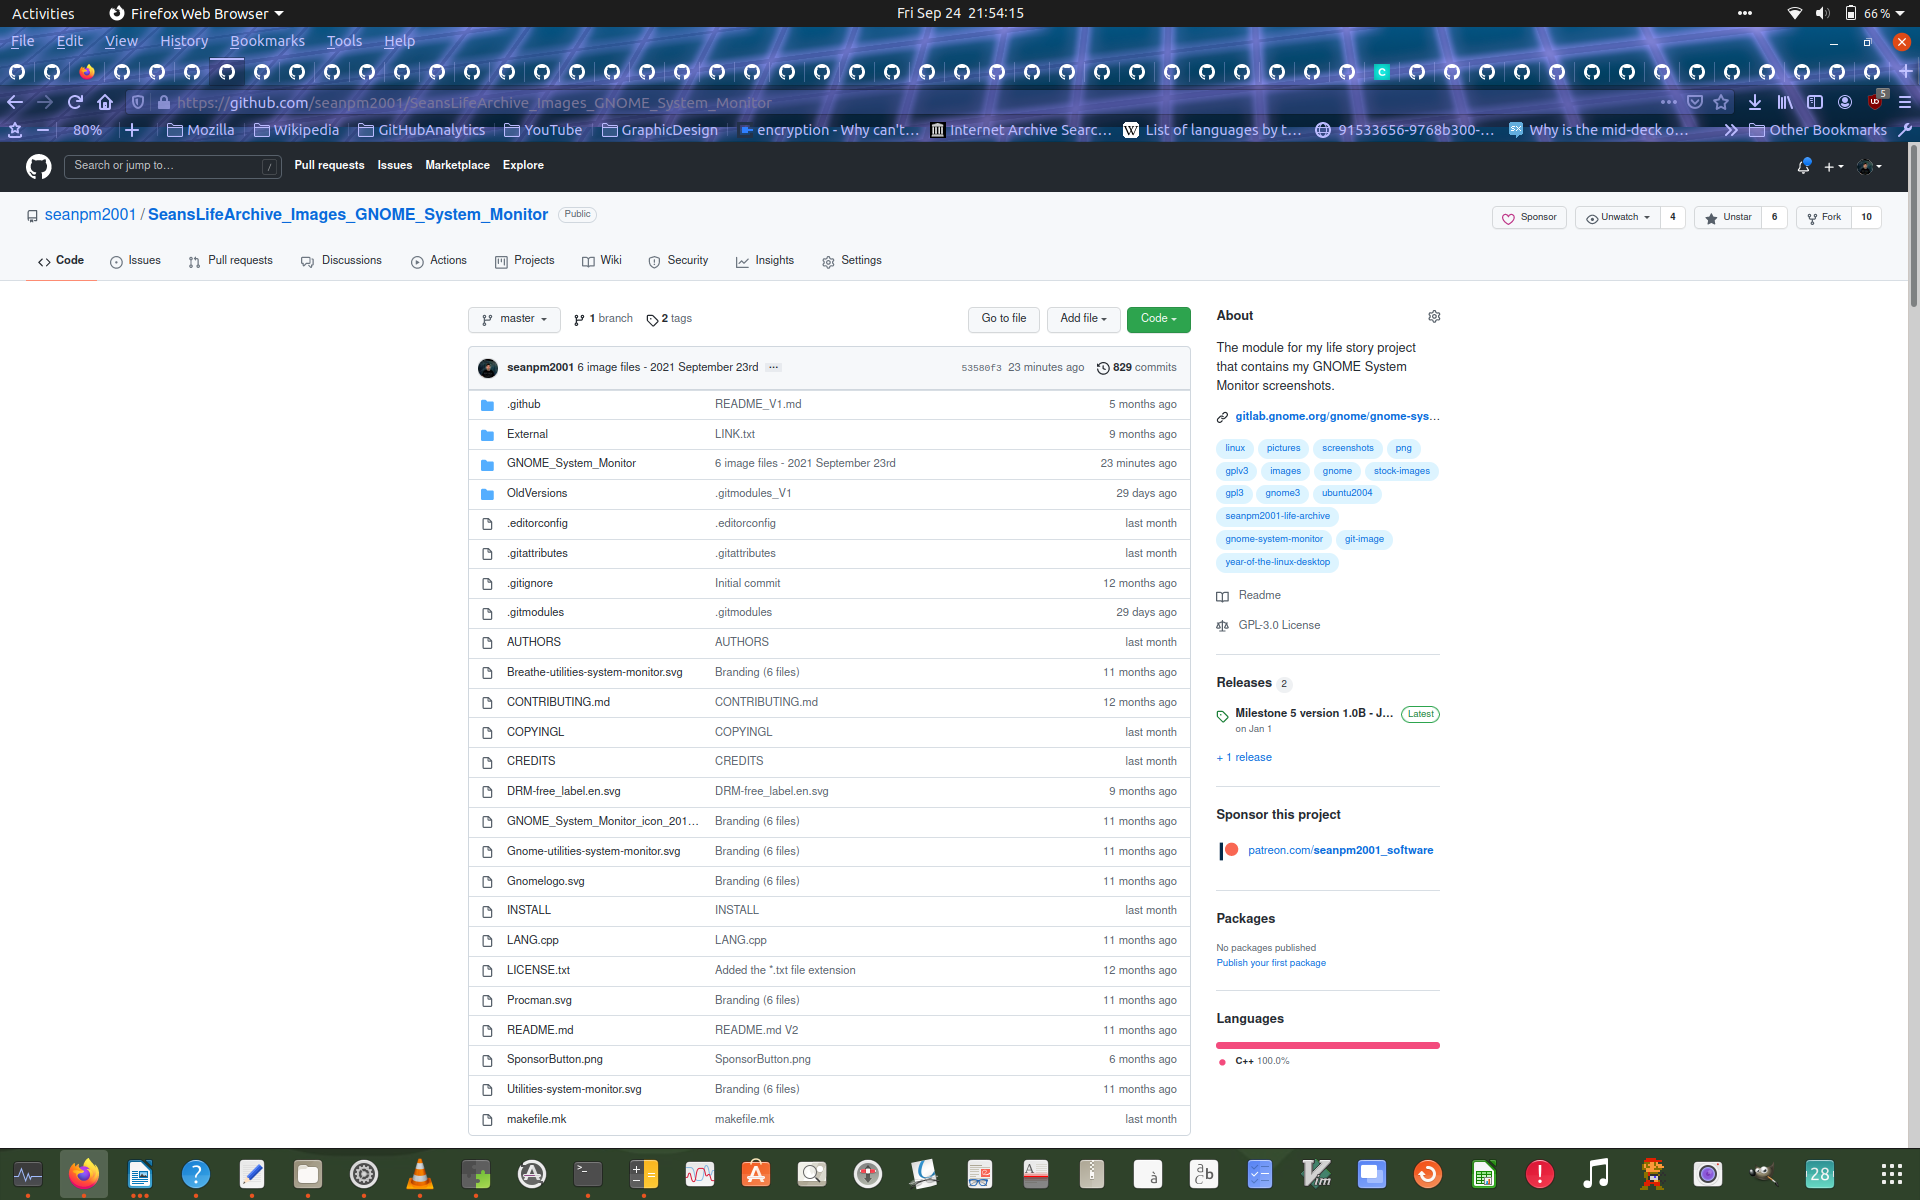 Activities Firefox Web Browser Fri Sep 24 21:54:15 66 %
File Edit View History Bookmarks Tools Help
https://github.com/seanpm2001/SeansLifeArchive_Images_GNOME_System_Monitor 5
80% Mozilla Wikipedia GitHubAnalytics YouTube GraphicDesign encryption - Why can't… Internet Archive Searc… List of languages by t… 91533656-9768b300-… Why is the mid-deck o… Other Bookmarks
Search or jump to… / Pull requests Issues Marketplace Explore
seanpm2001 / SeansLifeArchive_Images_GNOME_System_Monitor Public Sponsor Unwatch 4 Unstar 6 Fork 10
Code Issues Pull requests Discussions Actions Projects Wiki Security Insights Settings
master 1 branch 2 tags Go to file Add file Code
seanpm2001 6 image files - 2021 September 23rd … 53580f3 23 minutes ago 829 commits
.github README_V1.md 5 months ago
External LINK.txt 9 months ago
GNOME_System_Monitor 6 image files - 2021 September 23rd 23 minutes ago
OldVersions .gitmodules_V1 29 days ago
.editorconfig .editorconfig last month
.gitattributes .gitattributes last month
.gitignore Initial commit 12 months ago
.gitmodules .gitmodules 29 days ago
AUTHORS AUTHORS last month
Breathe-utilities-system-monitor.svg Branding (6 files) 11 months ago
CONTRIBUTING.md CONTRIBUTING.md 12 months ago
COPYINGL COPYINGL last month
CREDITS CREDITS last month
DRM-free_label.en.svg DRM-free_label.en.svg 9 months ago
GNOME_System_Monitor_icon_201… Branding (6 files) 11 months ago
Gnome-utilities-system-monitor.svg Branding (6 files) 11 months ago
Gnomelogo.svg Branding (6 files) 11 months ago
INSTALL INSTALL last month
LANG.cpp LANG.cpp 11 months ago
LICENSE.txt Added the *.txt file extension 12 months ago
Procman.svg Branding (6 files) 11 months ago
README.md README.md V2 11 months ago
SponsorButton.png SponsorButton.png 6 months ago
Utilities-system-monitor.svg Branding (6 files) 11 months ago
makefile.mk makefile.mk last month
About
The module for my life story project
that contains my GNOME System
Monitor screenshots.
gitlab.gnome.org/gnome/gnome-sys…
linux pictures screenshots png
gplv3 images gnome stock-images
gpl3 gnome3 ubuntu2004
seanpm2001-life-archive
gnome-system-monitor git-image
year-of-the-linux-desktop
Readme
GPL-3.0 License
Releases 2
Milestone 5 version 1.0B - J… Latest
on Jan 1
+ 1 release
Sponsor this project
patreon.com/seanpm2001_software
Packages
No packages published
Publish your first package
Languages
C++ 100.0%
28